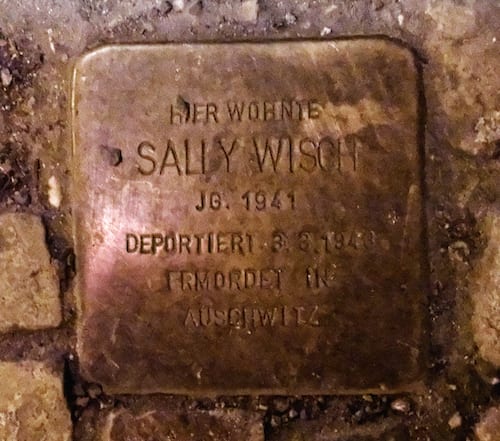 HIER WOHNTE
SALLY WISCH
JG. 1941
DEPORTIERT 3.3.1943
ERMORDET IN
AUSCHWITZ